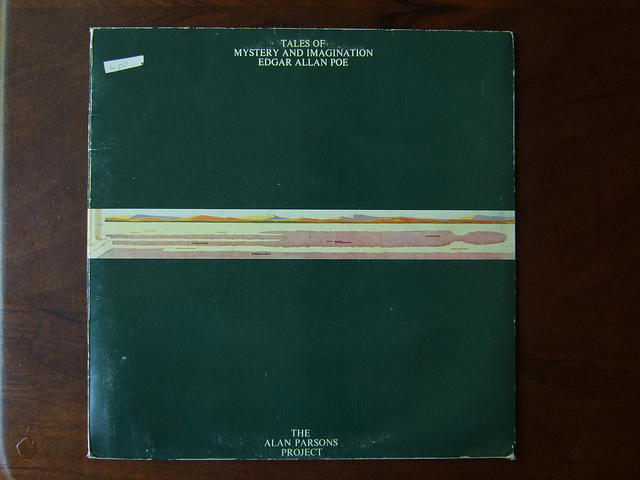 TALES OF
MYSTERY AND IMAGINATION
EDGAR ALLAN POE
THE
ALAN PARSONS
PROJECT